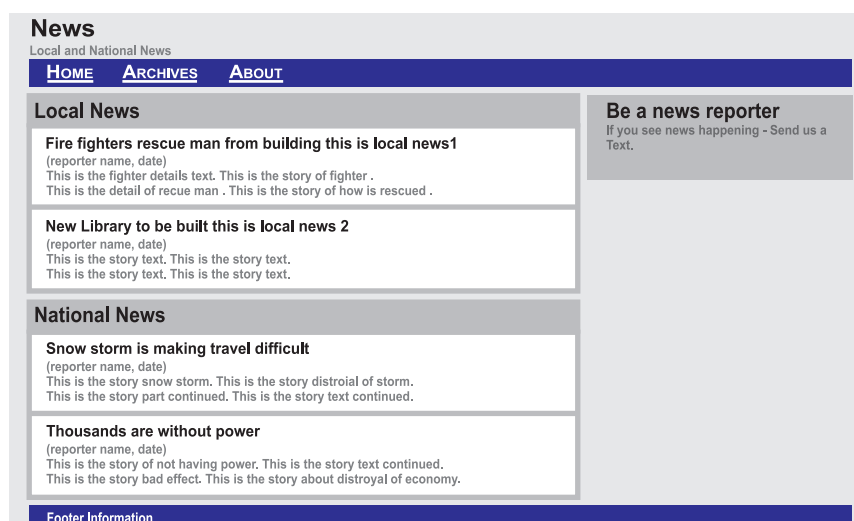 News
Local and National News
HOME ARCHIVES ABOUT
Local News
Fire fighters rescue man from building this is local news1
(reporter name, date)
This is the fighter details text. This is the story of fighter .
This is the detail of recue man . This is the story of how is rescued .
New Library to be built this is local news 2
(reporter name, date)
This is the story text. This is the story text.
This is the story text. This is the story text.
National News
Snow storm is making travel difficult
(reporter name, date)
This is the story snow storm. This is the story distroial of storm.
This is the story part continued. This is the story text continued.
Thousands are without power
(reporter name, date)
This is the story of not having power. This is the story text continued.
This is the story bad effect. This is the story about distroyal of economy.
Be a news reporter
If you see news happening - Send us a
Text.
Footer Information